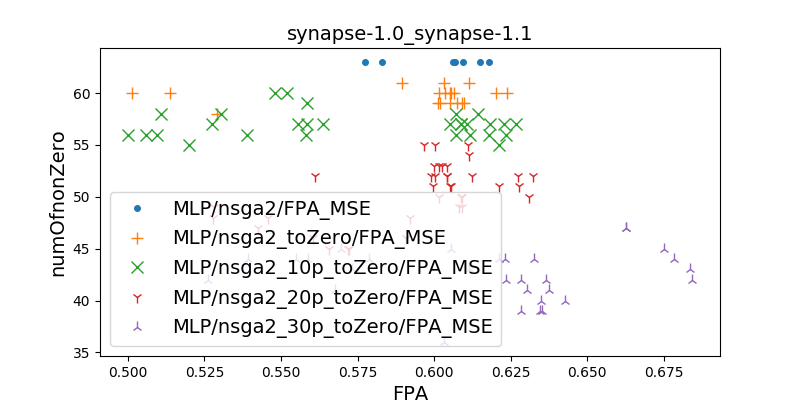 synapse-1.0_synapse-1.1
numOfnonZero
60
55
50
45
40
35
MLP/nsga2/FPA_MSE
MLP/nsga2_toZero/FPA_MSE
MLP/nsga2_10p_toZero/FPA_MSE
MLP/nsga2_20p_toZero/FPA_MSE
MLP/nsga2_30p_toZero/FPA_MSE
0.500 0.525 0.550 0.575 0.600 0.625 0.650 0.675
FPA